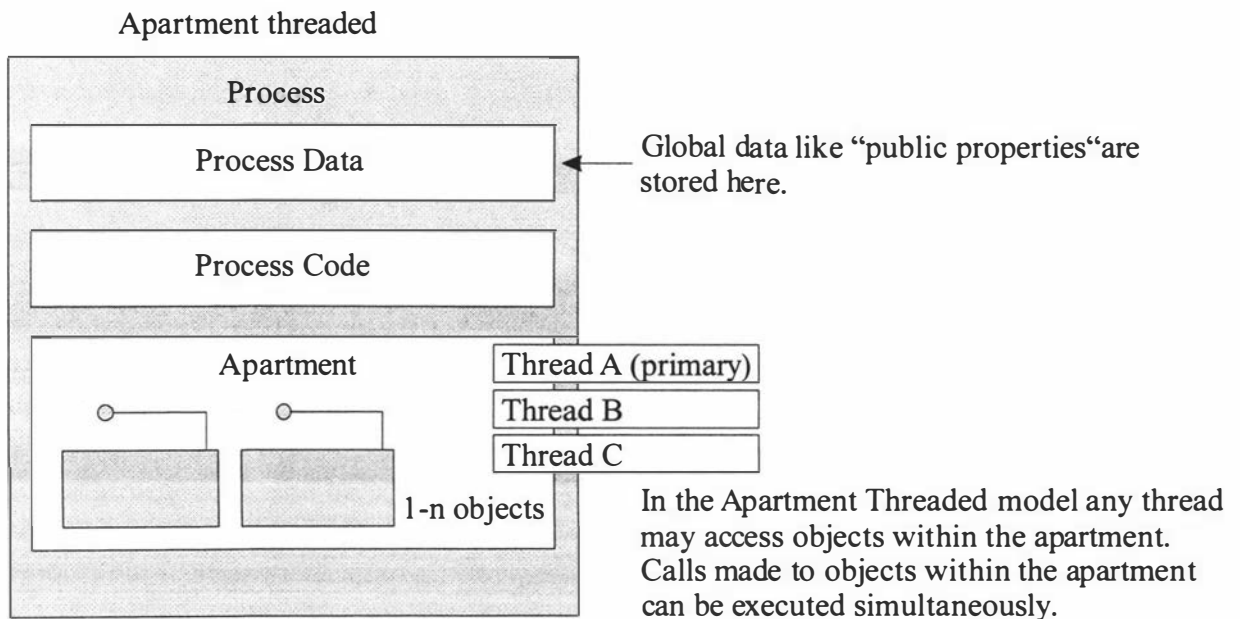 Apartment threaded
Process
Process Data
Global data like “public properties“are
stored here.
Process Code
Apartment
Thread A (primary)
Thread B
Thread C
1-n objects
In the Apartment Threaded model any thread
may access objects within the apartment.
Calls made to objects within the apartment
can be executed simultaneously.